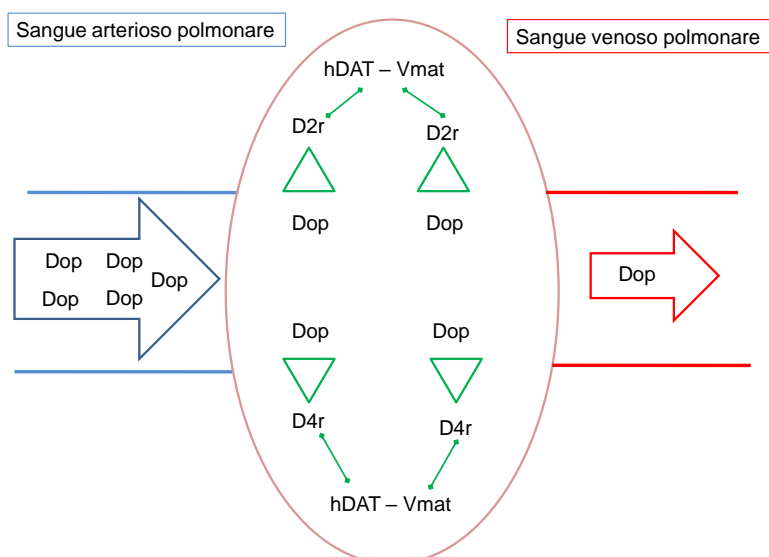 Sangue arterioso polmonare
Sangue venoso polmonare
hDAT – Vmat
D2r D2r
Dop Dop
Dop Dop
Dop
Dop Dop
Dop
Dop Dop
D4r D4r
hDAT – Vmat